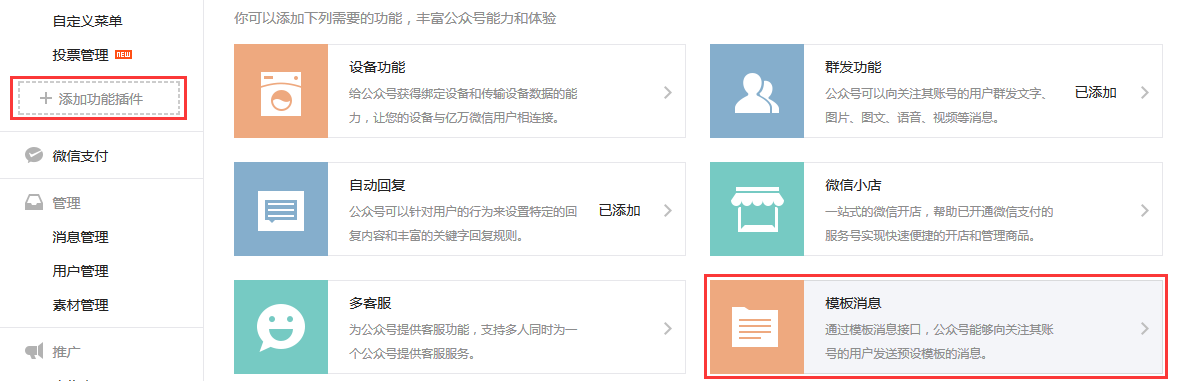 自定义菜单
投票管理 NEW
+ 添加功能插件
微信支付
管理
消息管理
用户管理
素材管理
推广
你可以添加下列需要的功能，丰富公众号能力和体验
设备功能
给公众号获得绑定设备和传输设备数据的能
力，让您的设备与亿万微信用户相连接。
群发功能
公众号可以向关注其账号的用户群发文字、
图片、图文、语音、视频等消息。
已添加
自动回复
公众号可以针对用户的行为来设置特定的回
复内容和丰富的关键字回复规则。
已添加
微信小店
一站式的微信开店，帮助已开通微信支付的
服务号实现快速便捷的开店和管理商品。
多客服
为公众号提供客服功能，支持多人同时为一
个公众号提供客服服务。
模板消息
通过模板消息接口，公众号能够向关注其账
号的用户发送预设模板的消息。